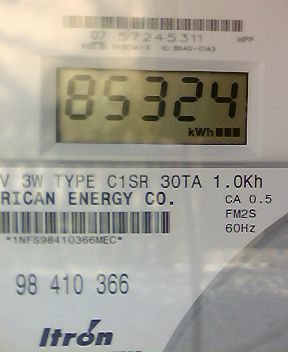 07 57245311
85324
kWh
V 3W TYPE C1SR 30TA 1.0Kh
RICAN ENERGY CO.
CA 0.5
FM2S
60Hz
*1NFS98410366MEC*
98 410 366
Itrón